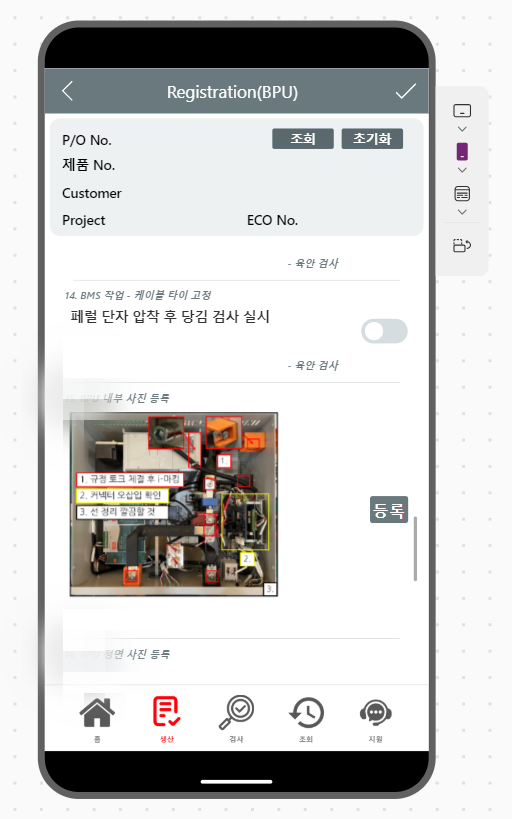 Registration(BPU)
P/O No.
조회
초기화
제품 No.
Customer
Project
ECO No.
- 육안 검사
14. BMS 작업 - 케이블 타이 고정
페럴 단자 압착 후 당김 검사 실시
- 육안 검사
내부 사진 등록
1.
1. 규정 토크 체결 후 i-마킹
2. 커넥터 오삽입 확인
3. 선 정리 깔끔할 것
등록
2.
3.
정면 사진 등록
홈
생산
검사
조회
지원